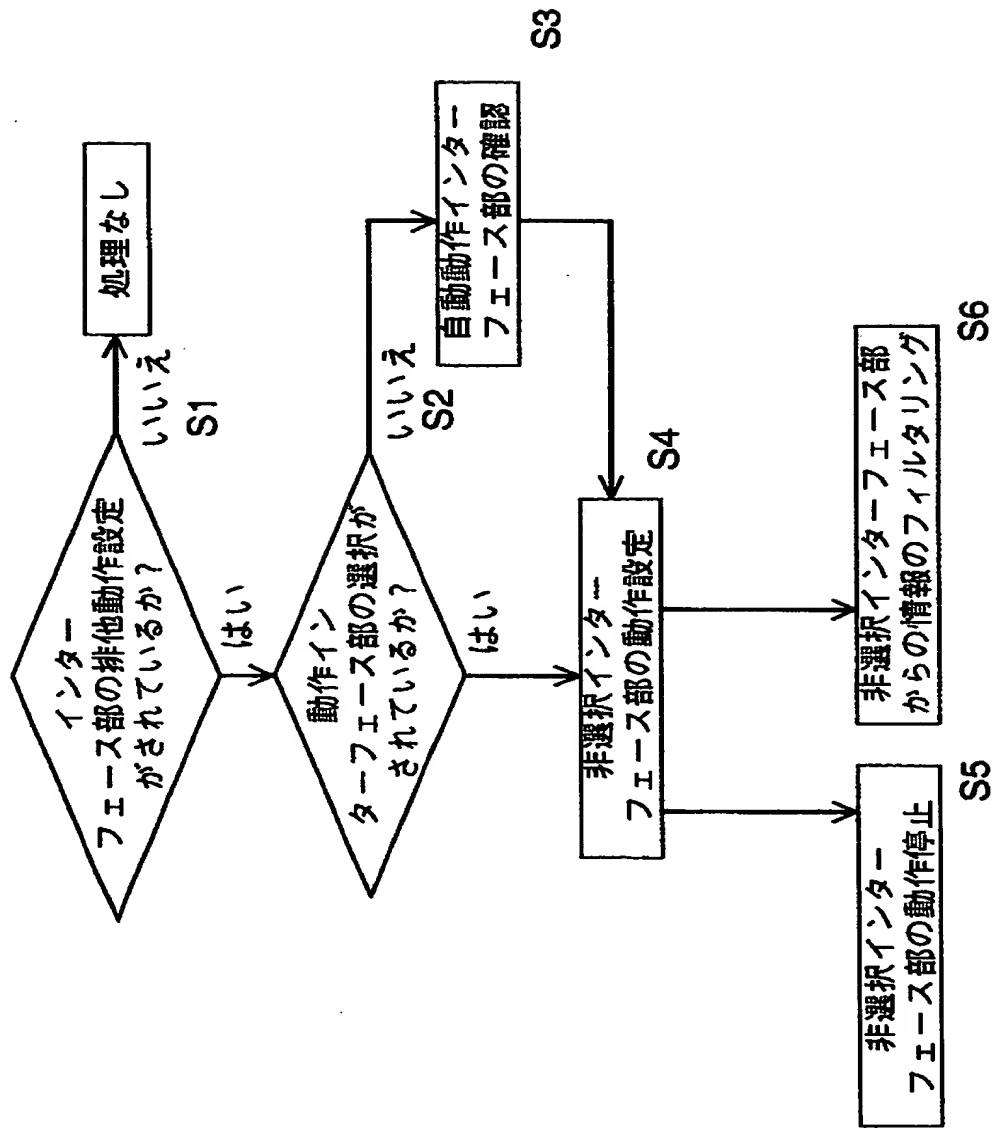 インター
フェース部の排他動作設定
がされているか？
いいえ
S1
処理なし
はい
動作イン
ターフェース部の選択が
されているか？
いいえ
S2
自動動作インター
フェース部の確認
S3
はい
非選択インター
フェース部の動作設定
S4
非選択インター
フェース部の動作停止
S5
非選択インターフェース部
からの情報のフィルタリング
S6